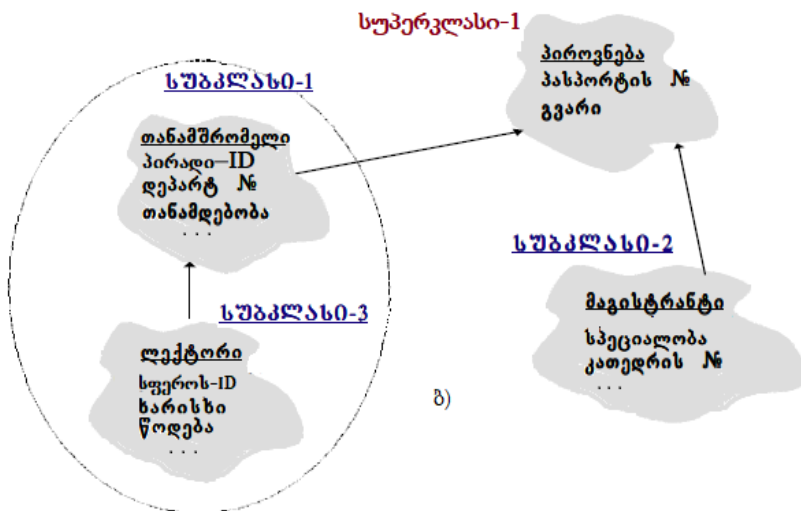 სუპერკლასი-1
პიროვნება
პასპორტის №
გვარი
სუბკლასი-1
თანამშრომელი
პირადი–ID
დეპარტ №
თანამდებობა
. . .
სუბკლასი-2
მაგისტრანტი
სპეციალობა
კათედრის №
. . .
სუბკლასი-3
ლექტორი
სფეროს-ID
ხარისხი
წოდება
. . .
ბ)